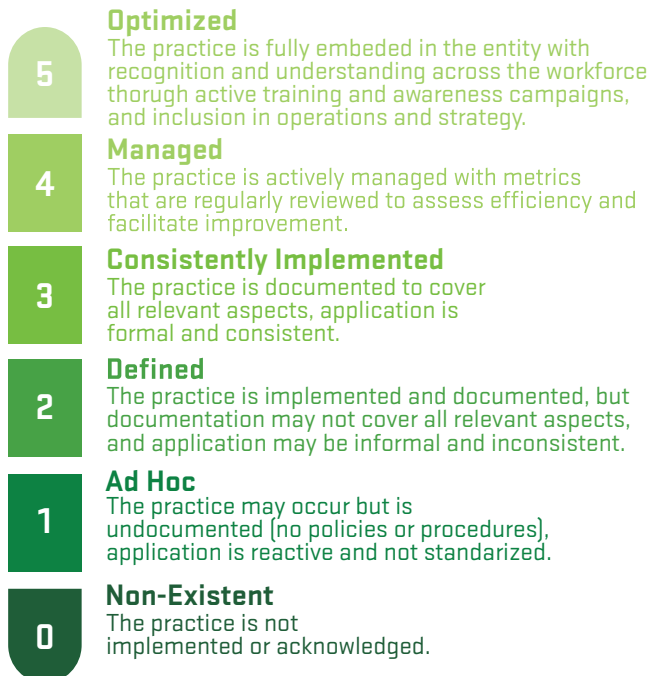 5
Optimized
The practice is fully embeded in the entity with
recognition and understanding across the workforce
thorugh active training and awareness campaigns,
and inclusion in operations and strategy.
4
Managed
The practice is actively managed with metrics
that are regularly reviewed to assess efficiency and
facilitate improvement.
3
Consistently Implemented
The practice is documented to cover
all relevant aspects, application is
formal and consistent.
2
Defined
The practice is implemented and documented, but
documentation may not cover all relevant aspects,
and application may be informal and inconsistent.
1
Ad Hoc
The practice may occur but is
undocumented (no policies or procedures),
application is reactive and not standarized.
0
Non-Existent
The practice is not
implemented or acknowledged.